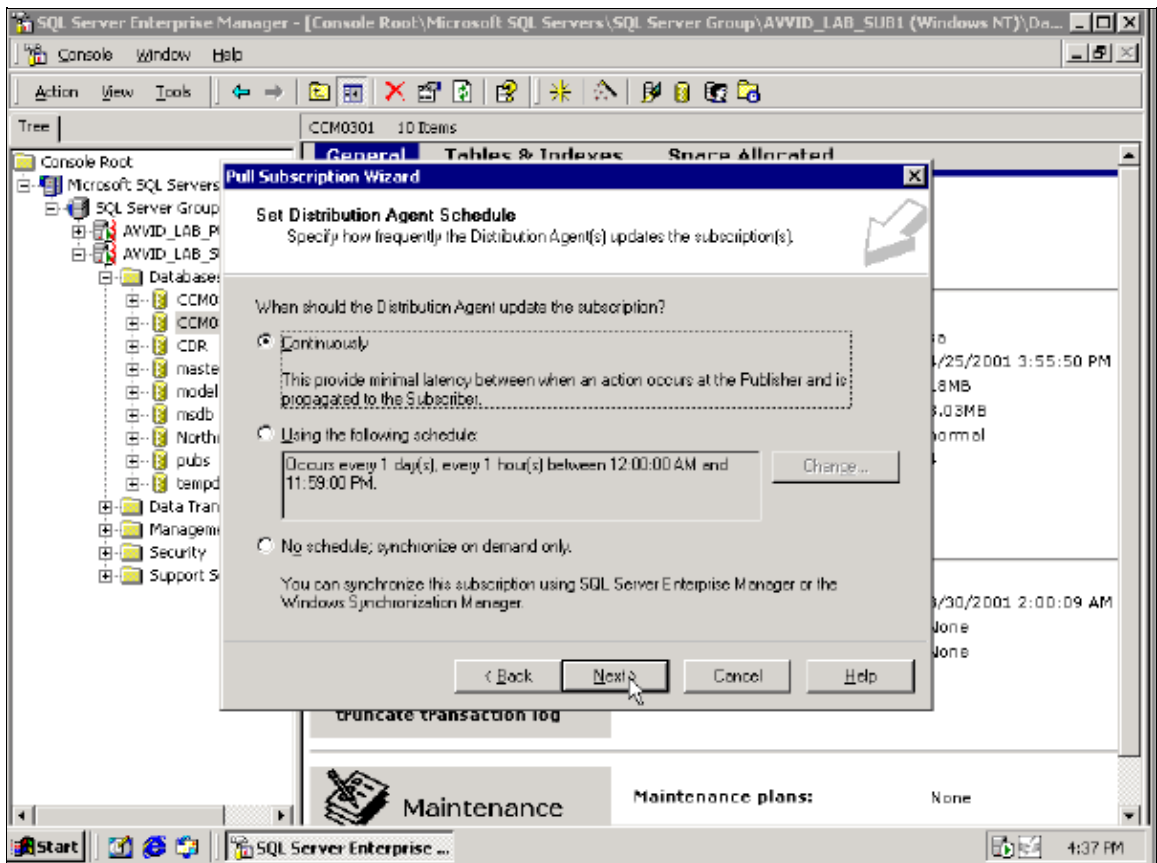 SQL Server Enterprise Manager - [Console Root\Microsoft SQL Servers\SQL Server Group\AVVID_LAB_SUB1 (Windows NT)\Da...
Console Window Help
Action View Tools
Tree
CCM0301 10 Items
General Tables & Indexes Space Allocated
Console Root
Microsoft SQL Servers
SQL Server Group
AVVID_LAB_P
AVVID_LAB_S
Databases
CCM0
CCM0
CDR
maste
model
msdb
North
pubs
tempd
Data Tran
Managem
Security
Support S
Pull Subscription Wizard
Set Distribution Agent Schedule
Specify how frequently the Distribution Agent(s) updates the subscription(s).
When should the Distribution Agent update the subscription?
Continuously
This provide minimal latency between when an action occurs at the Publisher and is
propagated to the Subscriber.
Using the following schedule:
Occurs every 1 day(s), every 1 hour(s) between 12:00:00 AM and
11:59:00 PM.
Change...
No schedule; synchronize on demand only.
You can synchronize this subscription using SQL Server Enterprise Manager or the
Windows Synchronization Manager.
< Back Next > Cancel Help
/25/2001 3:55:50 PM
.8MB
.03MB
ormal
/30/2001 2:00:09 AM
None
None
truncate transaction log
Maintenance
Maintenance plans: None
Start
SQL Server Enterprise ...
4:37 PM